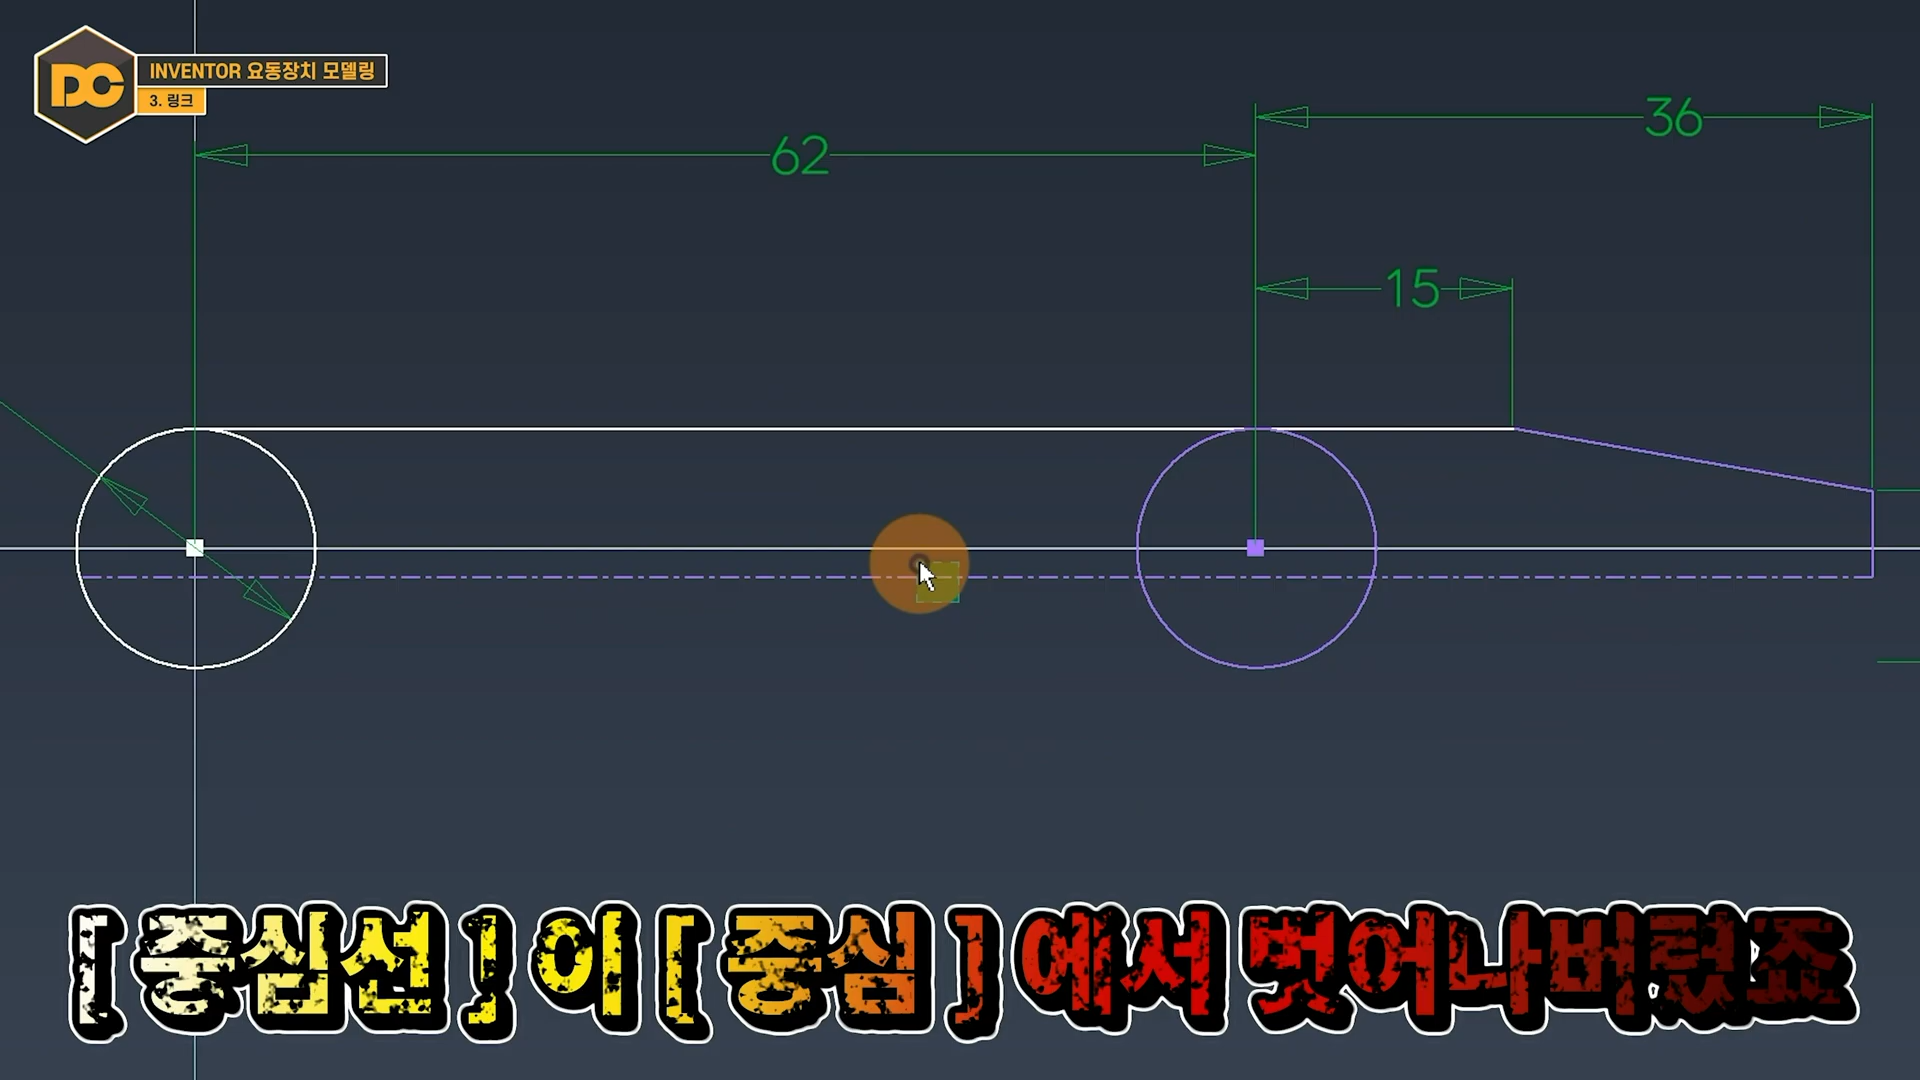 DC
INVENTOR 요동장치 모델링
3. 링크
36
62
15
[ 중심선 ] 이 [ 중심 ] 에서 벗어나버렸죠